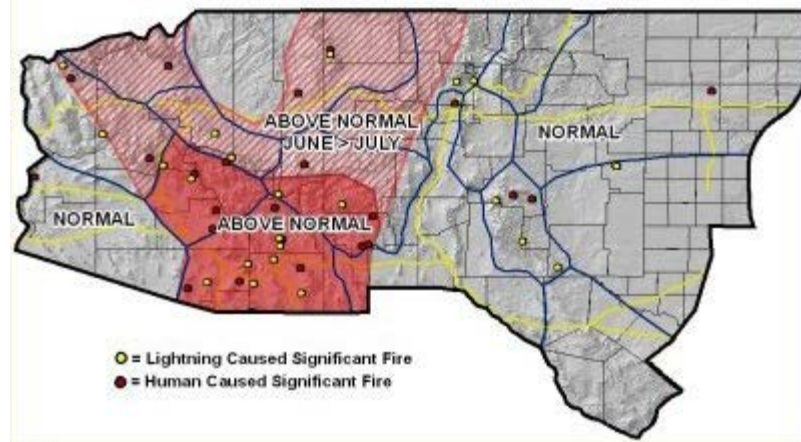 ABOVE NORMAL
JUNE > JULY
NORMAL
NORMAL
ABOVE NORMAL
= Lightning Caused Significant Fire
= Human Caused Significant Fire